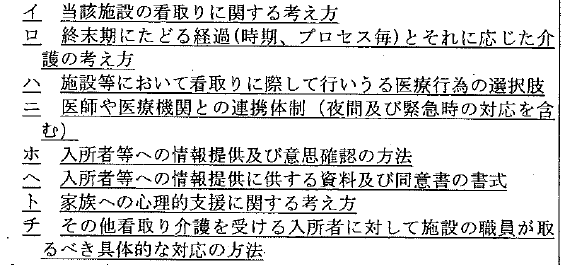 イ 当該施設の看取りに関する考え方
ロ 終末期にたどる経過(時期、プロセス毎)とそれに応じた介
護の考え方
ハ 施設等において看取りに際して行いうる医療行為の選択肢
ニ 医師や医療機関との連携体制(夜間及び緊急時の対応を含
む)
ホ 入所者等への情報提供及び意思確認の方法
ヘ 入所者等への情報提供に供する資料及び同意書の書式
ト 家族への心理的支援に関する考え方
チ その他看取り介護を受ける入所者に対して施設の職員が取
るべき具体的な対応の方法